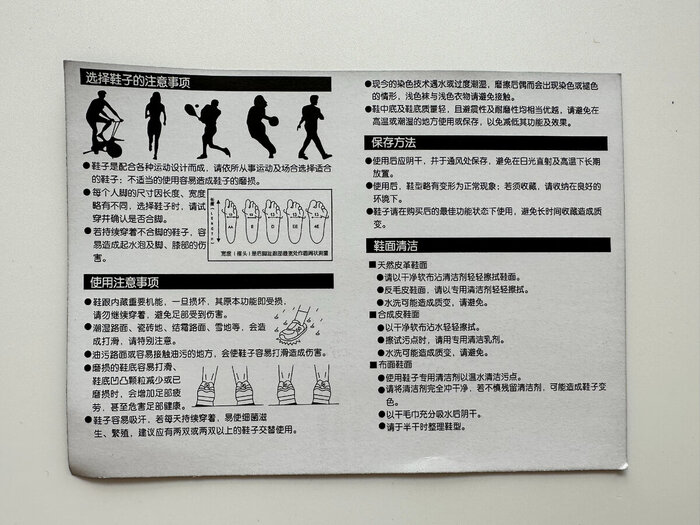 选择鞋子的注意事项
●鞋子是配合各种运动设计而成，请依所从事运动及场合选择适合
的鞋子；不适当的使用容易造成鞋子的磨损。
●每个人脚的尺寸因长度、宽度
略有不同，选择鞋子时，请试
穿并确认是否合脚。
●若持续穿着不合脚的鞋子，容
易造成起水泡及脚、膝部的伤
害。
AA
E
D
EE
4E
使用注意事项
●鞋跟内藏重要机能，一旦损坏，其原本功能即受损，
请勿继续穿着，避免足部受到伤害。
●潮湿路面、瓷砖地、结霜路面、雪地等，会造
成打滑，请特别注意。
●油污路面或容易接触油污的地方，会使鞋子容易打滑造成伤害。
●磨损的鞋底容易打滑、
鞋底凹凸颗粒减少或已
磨损时，会增加足部疲
劳，甚至危害足部健康。
●鞋子容易吸汗，若每天持续穿着，易使细菌滋
生、繁殖，建议应有两双或两双以上的鞋子交替使用。
●现今的染色技术遇水或过度潮湿，磨擦后偶而会出现染色或褪色
的情形，浅色袜与浅色衣物请避免接触。
●鞋中底及鞋底质量轻，且避震性及耐磨性均相当优越，请避免在
高温或潮湿的地方使用或保存，以免减低其功能及效果。
保存方法
●使用后应阴干，并于通风处保存，避免在日光直射及高温下长期
放置。
●使用后，鞋型略有变形为正常现象；若须收藏，请收纳在良好的
环境下。
●鞋子请在购买后的最佳功能状态下使用，避免长时间收藏造成质
变。
鞋面清洁
■天然皮革鞋面
●请以干净软布沾清洁剂轻轻擦拭鞋面。
●反毛皮鞋面，请以专用清洁剂轻轻擦拭。
●水洗可能造成质变，请避免。
■合成皮鞋面
●以干净软布沾水轻轻擦拭。
●擦拭污点时，请用专用清洁乳剂。
●水洗可能造成质变，请避免。
■布面鞋面
●使用鞋子专用清洁剂以温水清洁污点。
●请将清洁剂完全冲干净，若不慎残留清洁剂，可能造成鞋子变
色。
●以干毛巾充分吸水后阴干。
●请于半干时整理鞋型。